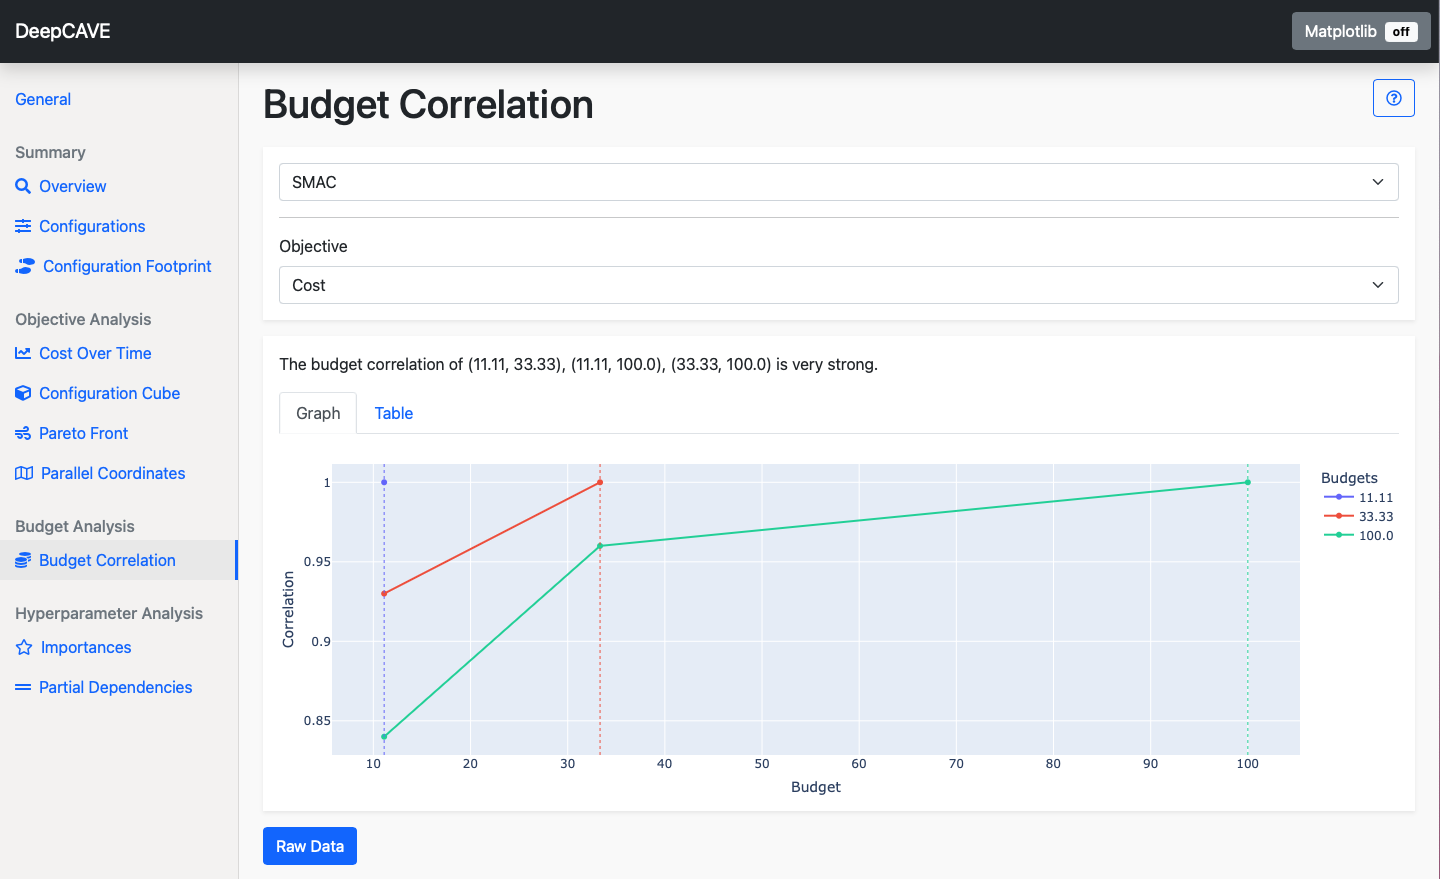 DeepCAVE
Matplotlib off
General
Summary
Overview
Configurations
Configuration Footprint
Objective Analysis
Cost Over Time
Configuration Cube
Pareto Front
Parallel Coordinates
Budget Analysis
Budget Correlation
Hyperparameter Analysis
Importances
Partial Dependencies
Budget Correlation
SMAC
Objective
Cost
The budget correlation of (11.11, 33.33), (11.11, 100.0), (33.33, 100.0) is very strong.
Graph Table
Correlation
1
0.95
0.9
0.85
10 20 30 40 50 60 70 80 90 100
Budget
Budgets
11.11
33.33
100.0
Raw Data